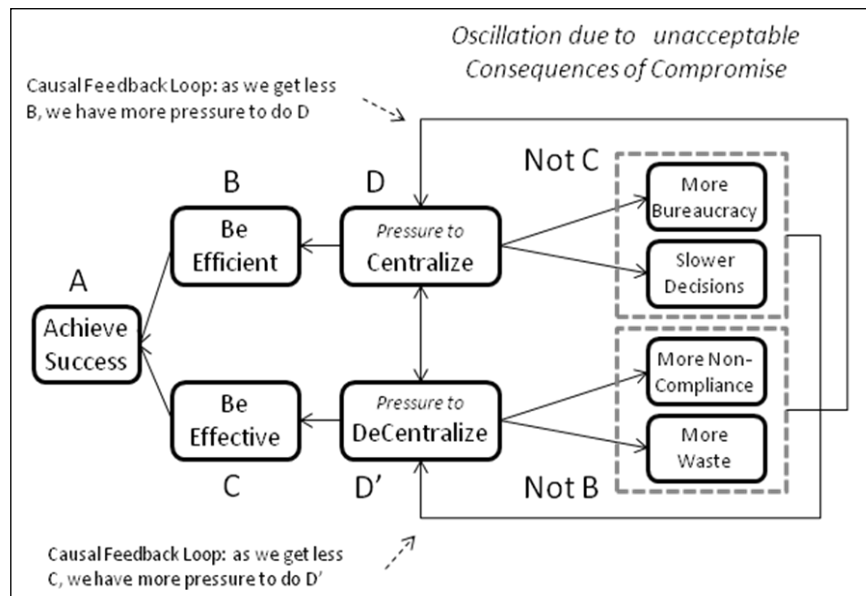 Oscillation due to unacceptable
Consequences of Compromise
Causal Feedback Loop: as we get less
B, we have more pressure to do D
Not C
B
D
More
Bureaucracy
Be
Efficient
Pressure to
Centralize
Slower
Decisions
A
Achieve
Success
More Non-
Compliance
Be
Effective
Pressure to
DeCentralize
More
Waste
C
D’
Not B
Causal Feedback Loop: as we get less
C, we have more pressure to do D’